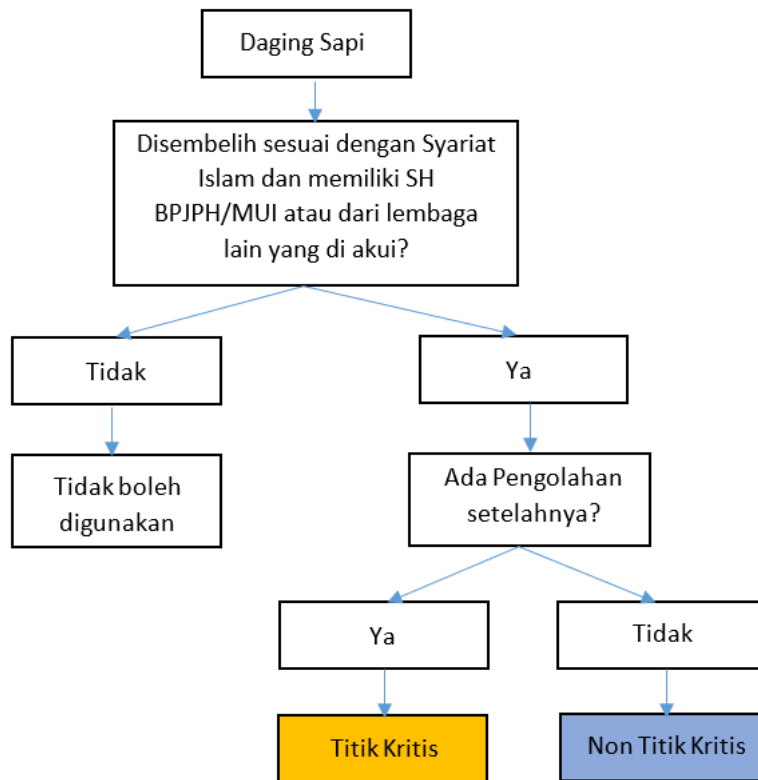 Daging Sapi
Disembelih sesuai dengan Syariat
Islam dan memiliki SH
BPJPH/MUI atau dari lembaga
lain yang di akui?
Tidak
Ya
Tidak boleh
digunakan
Ada Pengolahan
setelahnya?
Ya
Tidak
Titik Kritis
Non Titik Kritis